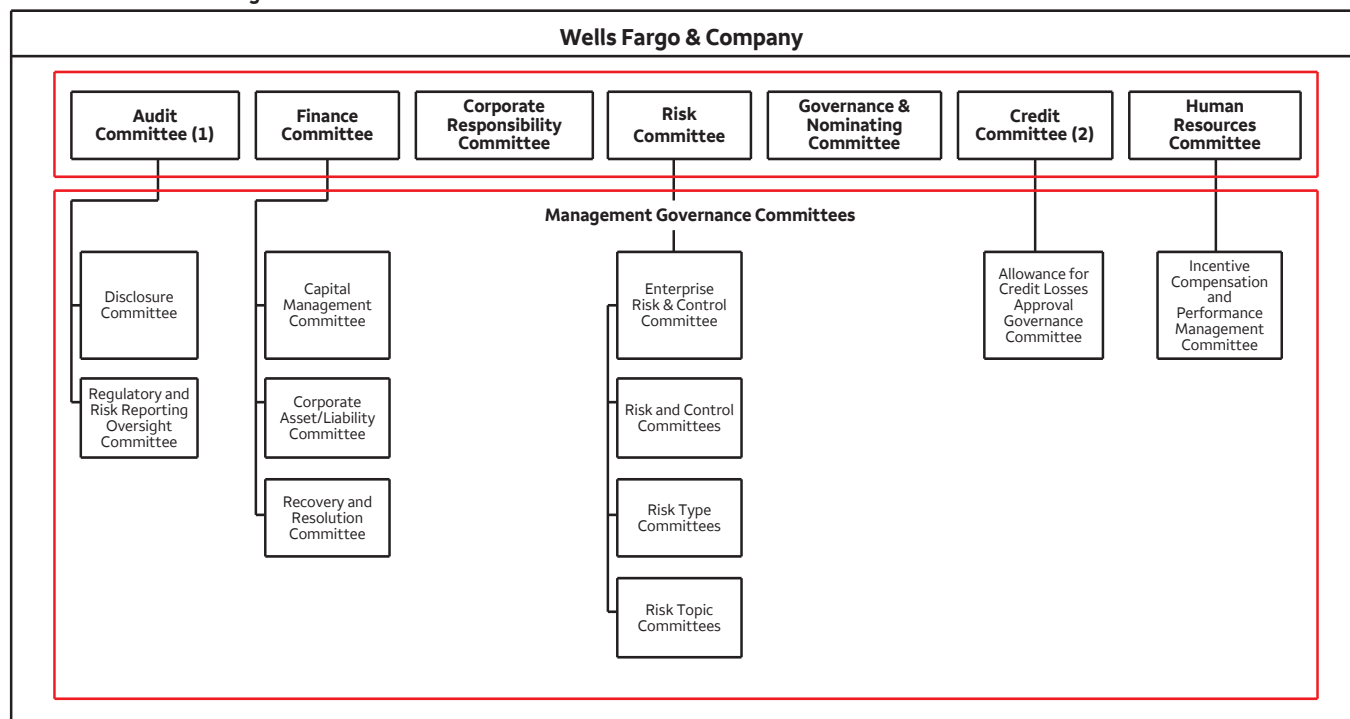 Wells Fargo & Company
Audit
Committee (1)
Finance
Committee
Corporate
Responsibility
Committee
Risk
Committee
Governance &
Nominating
Committee
Credit
Committee (2)
Human
Resources
Committee
Management Governance Committees
Disclosure
Committee
Capital
Management
Committee
Enterprise
Risk & Control
Committee
Allowance for
Credit Losses
Approval
Governance
Committee
Incentive
Compensation
and
Performance
Management
Committee
Regulatory and
Risk Reporting
Oversight
Committee
Corporate
Asset/Liability
Committee
Risk and Control
Committees
Recovery and
Resolution
Committee
Risk Type
Committees
Risk Topic
Committees